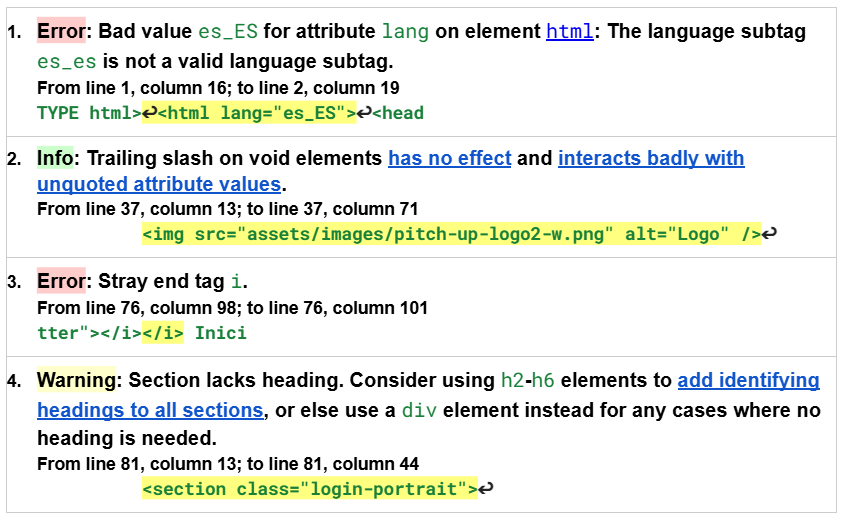 1. Error: Bad value es_ES for attribute lang on element html: The language subtag
es_es is not a valid language subtag.
From line 1, column 16; to line 2, column 19
TYPE html>↩<html lang="es_ES">↩<head
2. Info: Trailing slash on void elements has no effect and interacts badly with
unquoted attribute values.
From line 37, column 13; to line 37, column 71
<img src="assets/images/pitch-up-logo2-w.png" alt="Logo" />↩
3. Error: Stray end tag i.
From line 76, column 98; to line 76, column 101
tter"></i></i> Inici
4. Warning: Section lacks heading. Consider using h2-h6 elements to add identifying
headings to all sections, or else use a div element instead for any cases where no
heading is needed.
From line 81, column 13; to line 81, column 44
<section class="login-portrait">↩